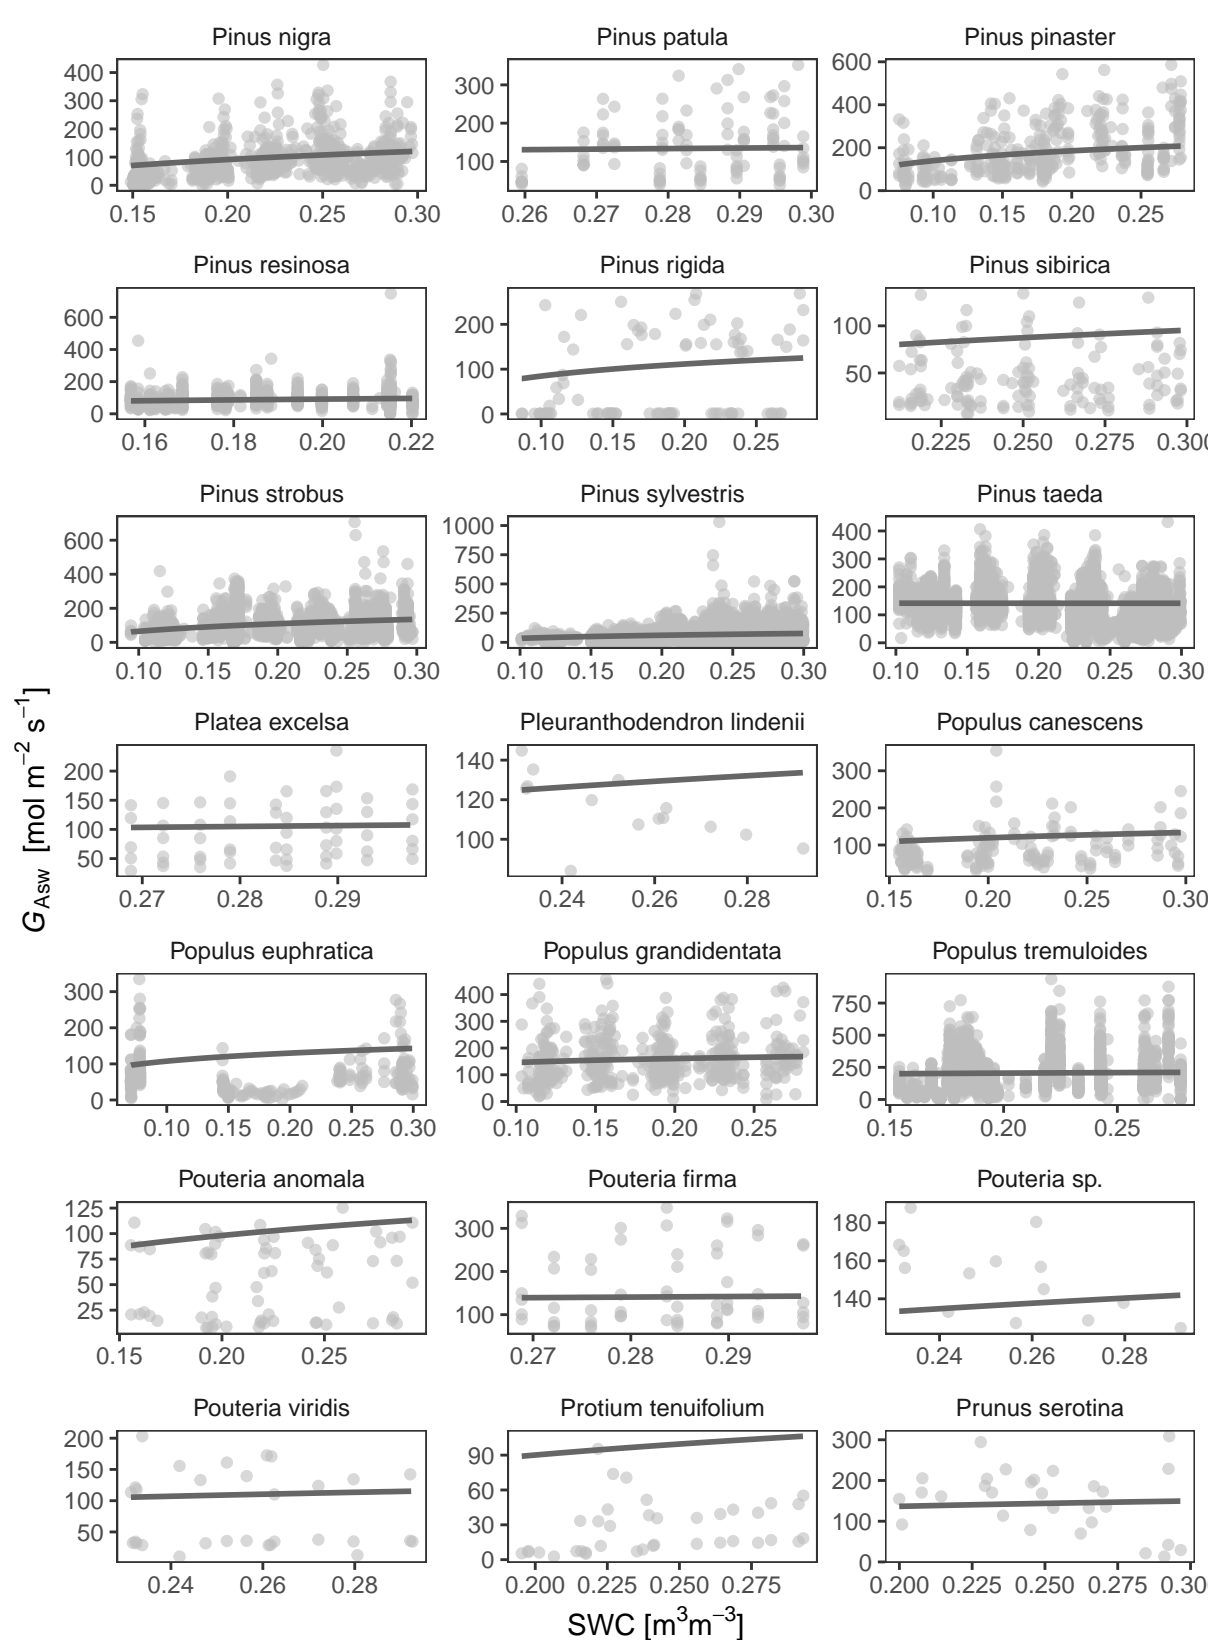 Pinus nigra Pinus patula Pinus pinaster
400 300 200 100 0
300 200 100
600 400 200 0
0.15 0.20 0.25 0.30
0.26 0.27 0.28 0.29 0.30
0.10 0.15 0.20 0.25
Pinus resinosa Pinus rigida Pinus sibirica
600 400 200 0
200 100 0
100 50
0.16 0.18 0.20 0.22
0.10 0.15 0.20 0.25
0.225 0.250 0.275 0.300
Pinus strobus Pinus sylvestris Pinus taeda
600 400 200 0
1000 750 500 250 0
400 300 200 100 0
0.10 0.15 0.20 0.25 0.30
0.10 0.15 0.20 0.25 0.30
0.10 0.15 0.20 0.25 0.30
G_Asw [mol m⁻² s⁻¹]
Platea excelsa Pleuranthodendron lindenii Populus canescens
200 150 100 50
140 120 100
300 200 100
0.27 0.28 0.29
0.24 0.26 0.28
0.15 0.20 0.25 0.30
Populus euphratica Populus grandidentata Populus tremuloides
300 200 100 0
400 300 200 100 0
750 500 250 0
0.10 0.15 0.20 0.25 0.30
0.10 0.15 0.20 0.25
0.15 0.20 0.25
Pouteria anomala Pouteria firma Pouteria sp.
125 100 75 50 25
300 200 100
180 160 140
0.15 0.20 0.25
0.27 0.28 0.29
0.24 0.26 0.28
Pouteria viridis Protium tenuifolium Prunus serotina
200 150 100 50
90 60 30 0
300 200 100 0
0.24 0.26 0.28
0.200 0.225 0.250 0.275
0.200 0.225 0.250 0.275 0.30
SWC [m³m⁻³]